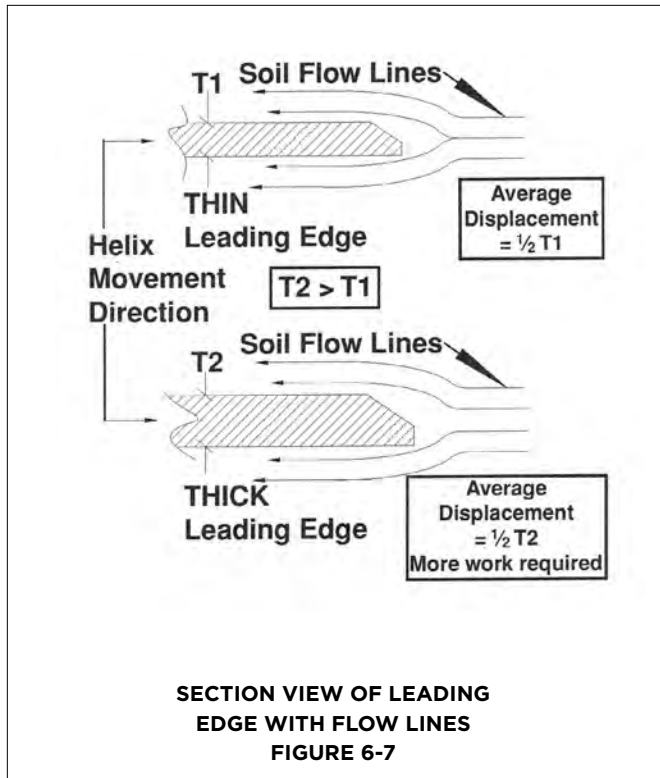 T1
Soil Flow Lines
THIN
Leading Edge
Average
Displacement
= ½ T1
Helix
Movement
Direction
T2 > T1
Soil Flow Lines
T2
THICK
Leading Edge
Average
Displacement
= ½ T2
More work required
SECTION VIEW OF LEADING
EDGE WITH FLOW LINES
FIGURE 6-7